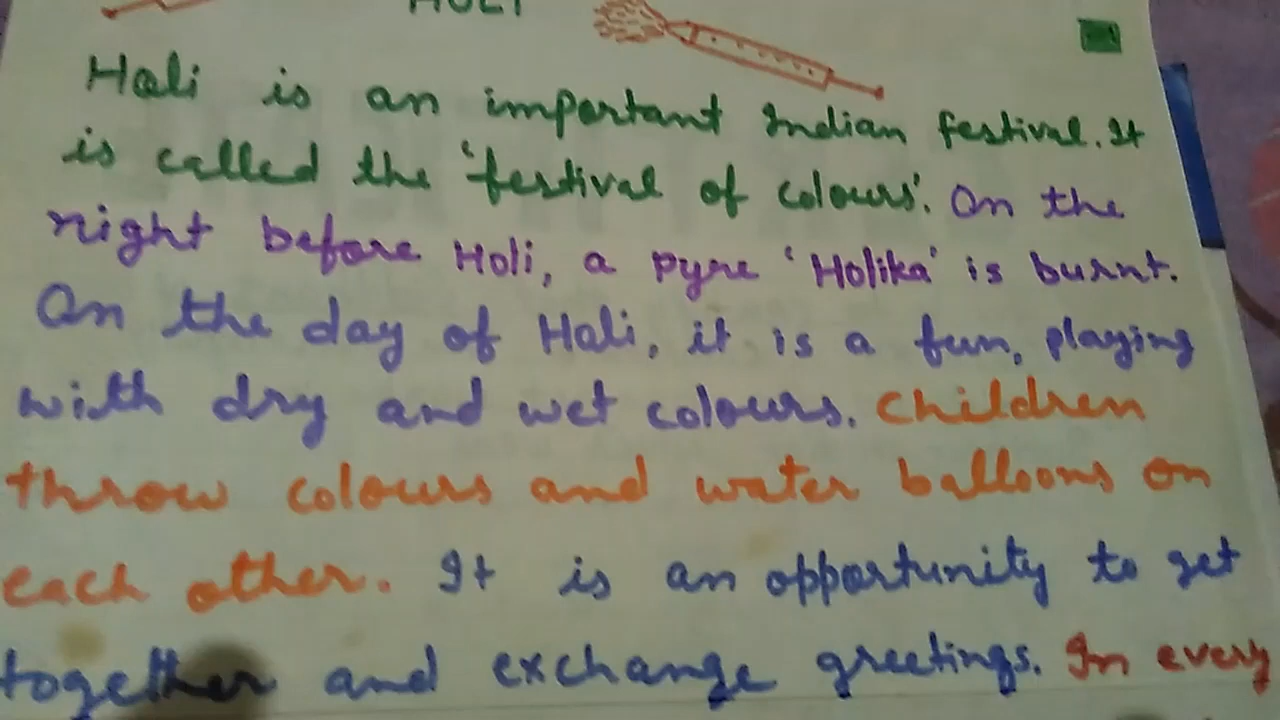 HOLI
Holi is an important Indian festival. It
is called the 'festival of colours'. On the
night before Holi, a pyre 'Holika' is burnt.
On the day of Holi, it is a fun, playing
with dry and wet colours. Children
throw colours and water balloons on
each other. It is an opportunity to get
together and exchange greetings. In every